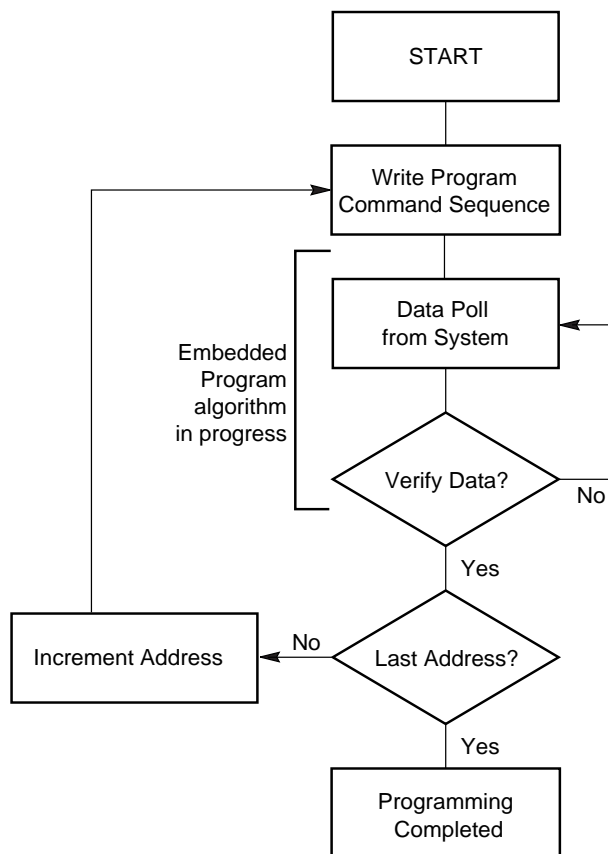 START
Write Program
Command Sequence
Data Poll
from System
Embedded
Program
algorithm
in progress
Verify Data?
No
Yes
Increment Address
No
Last Address?
Yes
Programming
Completed